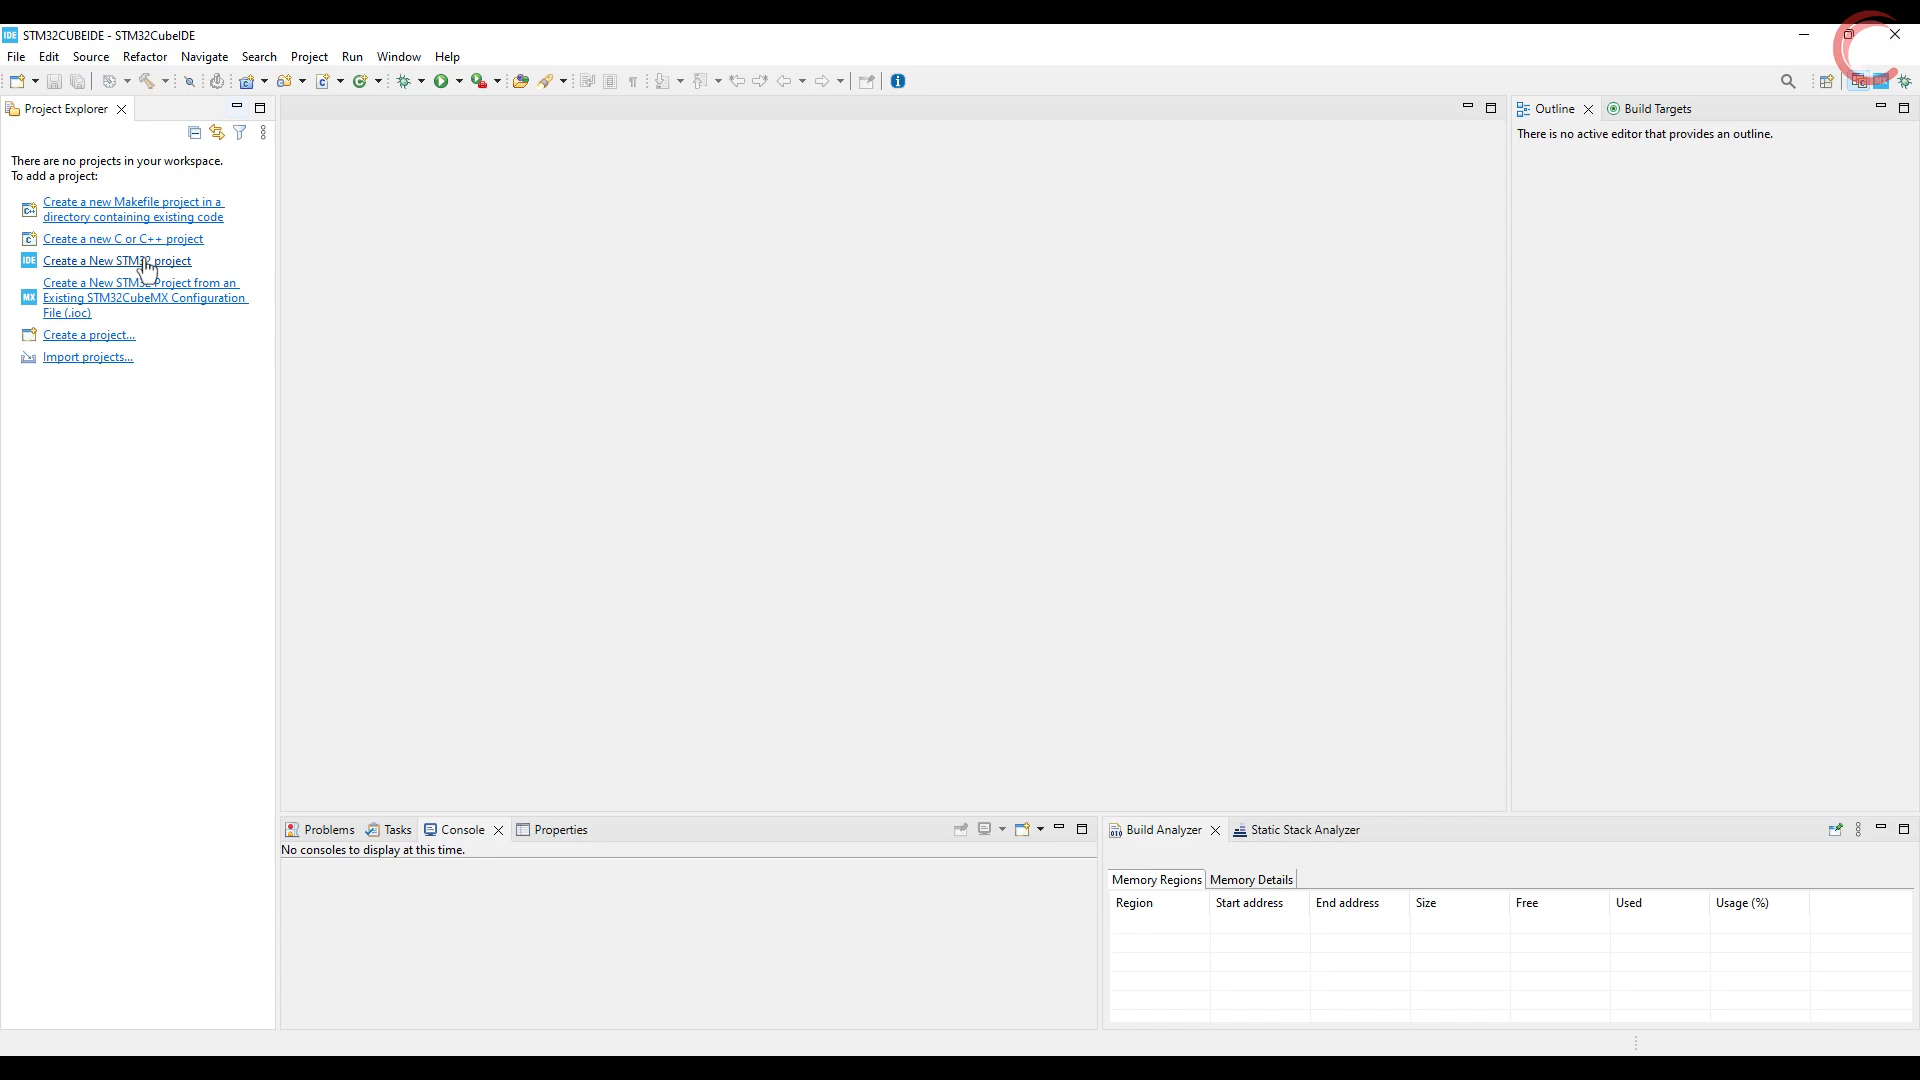 IDE STM32CUBEIDE - STM32CubeIDE
File Edit Source Refactor Navigate Search Project Run Window Help
Project Explorer
Outline Build Targets
There is no active editor that provides an outline.
There are no projects in your workspace.
To add a project:
Create a new Makefile project in a
directory containing existing code
Create a new C or C++ project
IDE Create a New STM32 project
Create a New STM32 Project from an
MX Existing STM32CubeMX Configuration
File (.ioc)
Create a project...
Import projects...
Problems Tasks Console Properties
No consoles to display at this time.
Build Analyzer Static Stack Analyzer
Memory Regions Memory Details
Region Start address End address Size Free Used Usage (%)